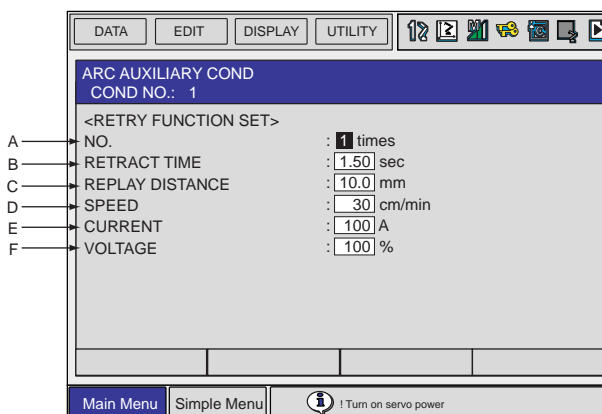 DATA EDIT DISPLAY UTILITY
ARC AUXILIARY COND
COND NO.: 1
<RETRY FUNCTION SET>
A NO. : 1 times
B RETRACT TIME : 1.50 sec
C REPLAY DISTANCE : 10.0 mm
D SPEED : 30 cm/min
E CURRENT : 100 A
F VOLTAGE : 100 %
Main Menu Simple Menu ! Turn on servo power